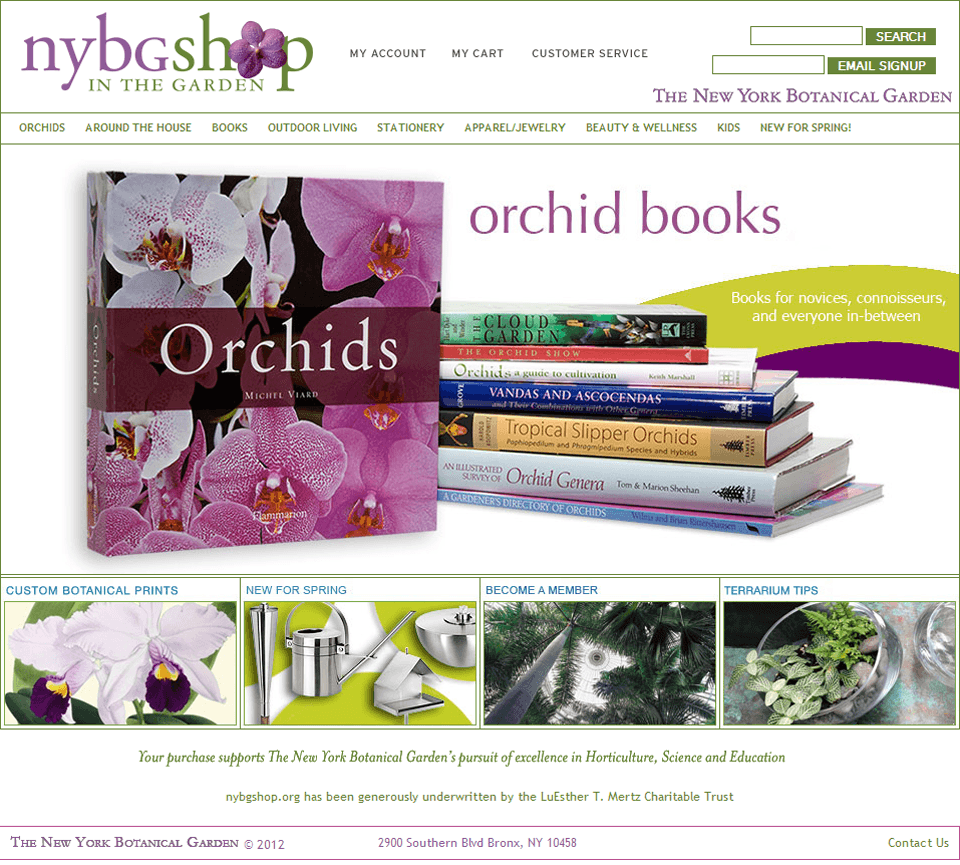 nybgshop
IN THE GARDEN
MY ACCOUNT
MY CART
CUSTOMER SERVICE
SEARCH
EMAIL SIGNUP
THE NEW YORK BOTANICAL GARDEN
ORCHIDS
AROUND THE HOUSE
BOOKS
OUTDOOR LIVING
STATIONERY
APPAREL/JEWELRY
BEAUTY & WELLNESS
KIDS
NEW FOR SPRING!
orchid books
Books for novices, connoisseurs,
and everyone in-between
Orchids
Orchids
MICHEL VIARD
Flammarion
THE CLOUD GARDEN
THE ORCHID SHOW
Orchids a guide to cultivation Keith Marshall
GROVE VANDAS AND ASCOCENDAS
and Their Combinations with Other Genera
HAROLD KOOPOWITZ Tropical Slipper Orchids
Paphiopedilum and Phragmipedium Species and Hybrids
AN ILLUSTRATED SURVEY OF Orchid Genera Tom & Marion Sheehan
A GARDENER'S DIRECTORY OF ORCHIDS Wilma and Brian Rittershausen
CUSTOM BOTANICAL PRINTS
NEW FOR SPRING
BECOME A MEMBER
TERRARIUM TIPS
Your purchase supports The New York Botanical Garden's pursuit of excellence in Horticulture, Science and Education
nybgshop.org has been generously underwritten by the LuEsther T. Mertz Charitable Trust
THE NEW YORK BOTANICAL GARDEN © 2012
2900 Southern Blvd Bronx, NY 10458
Contact Us